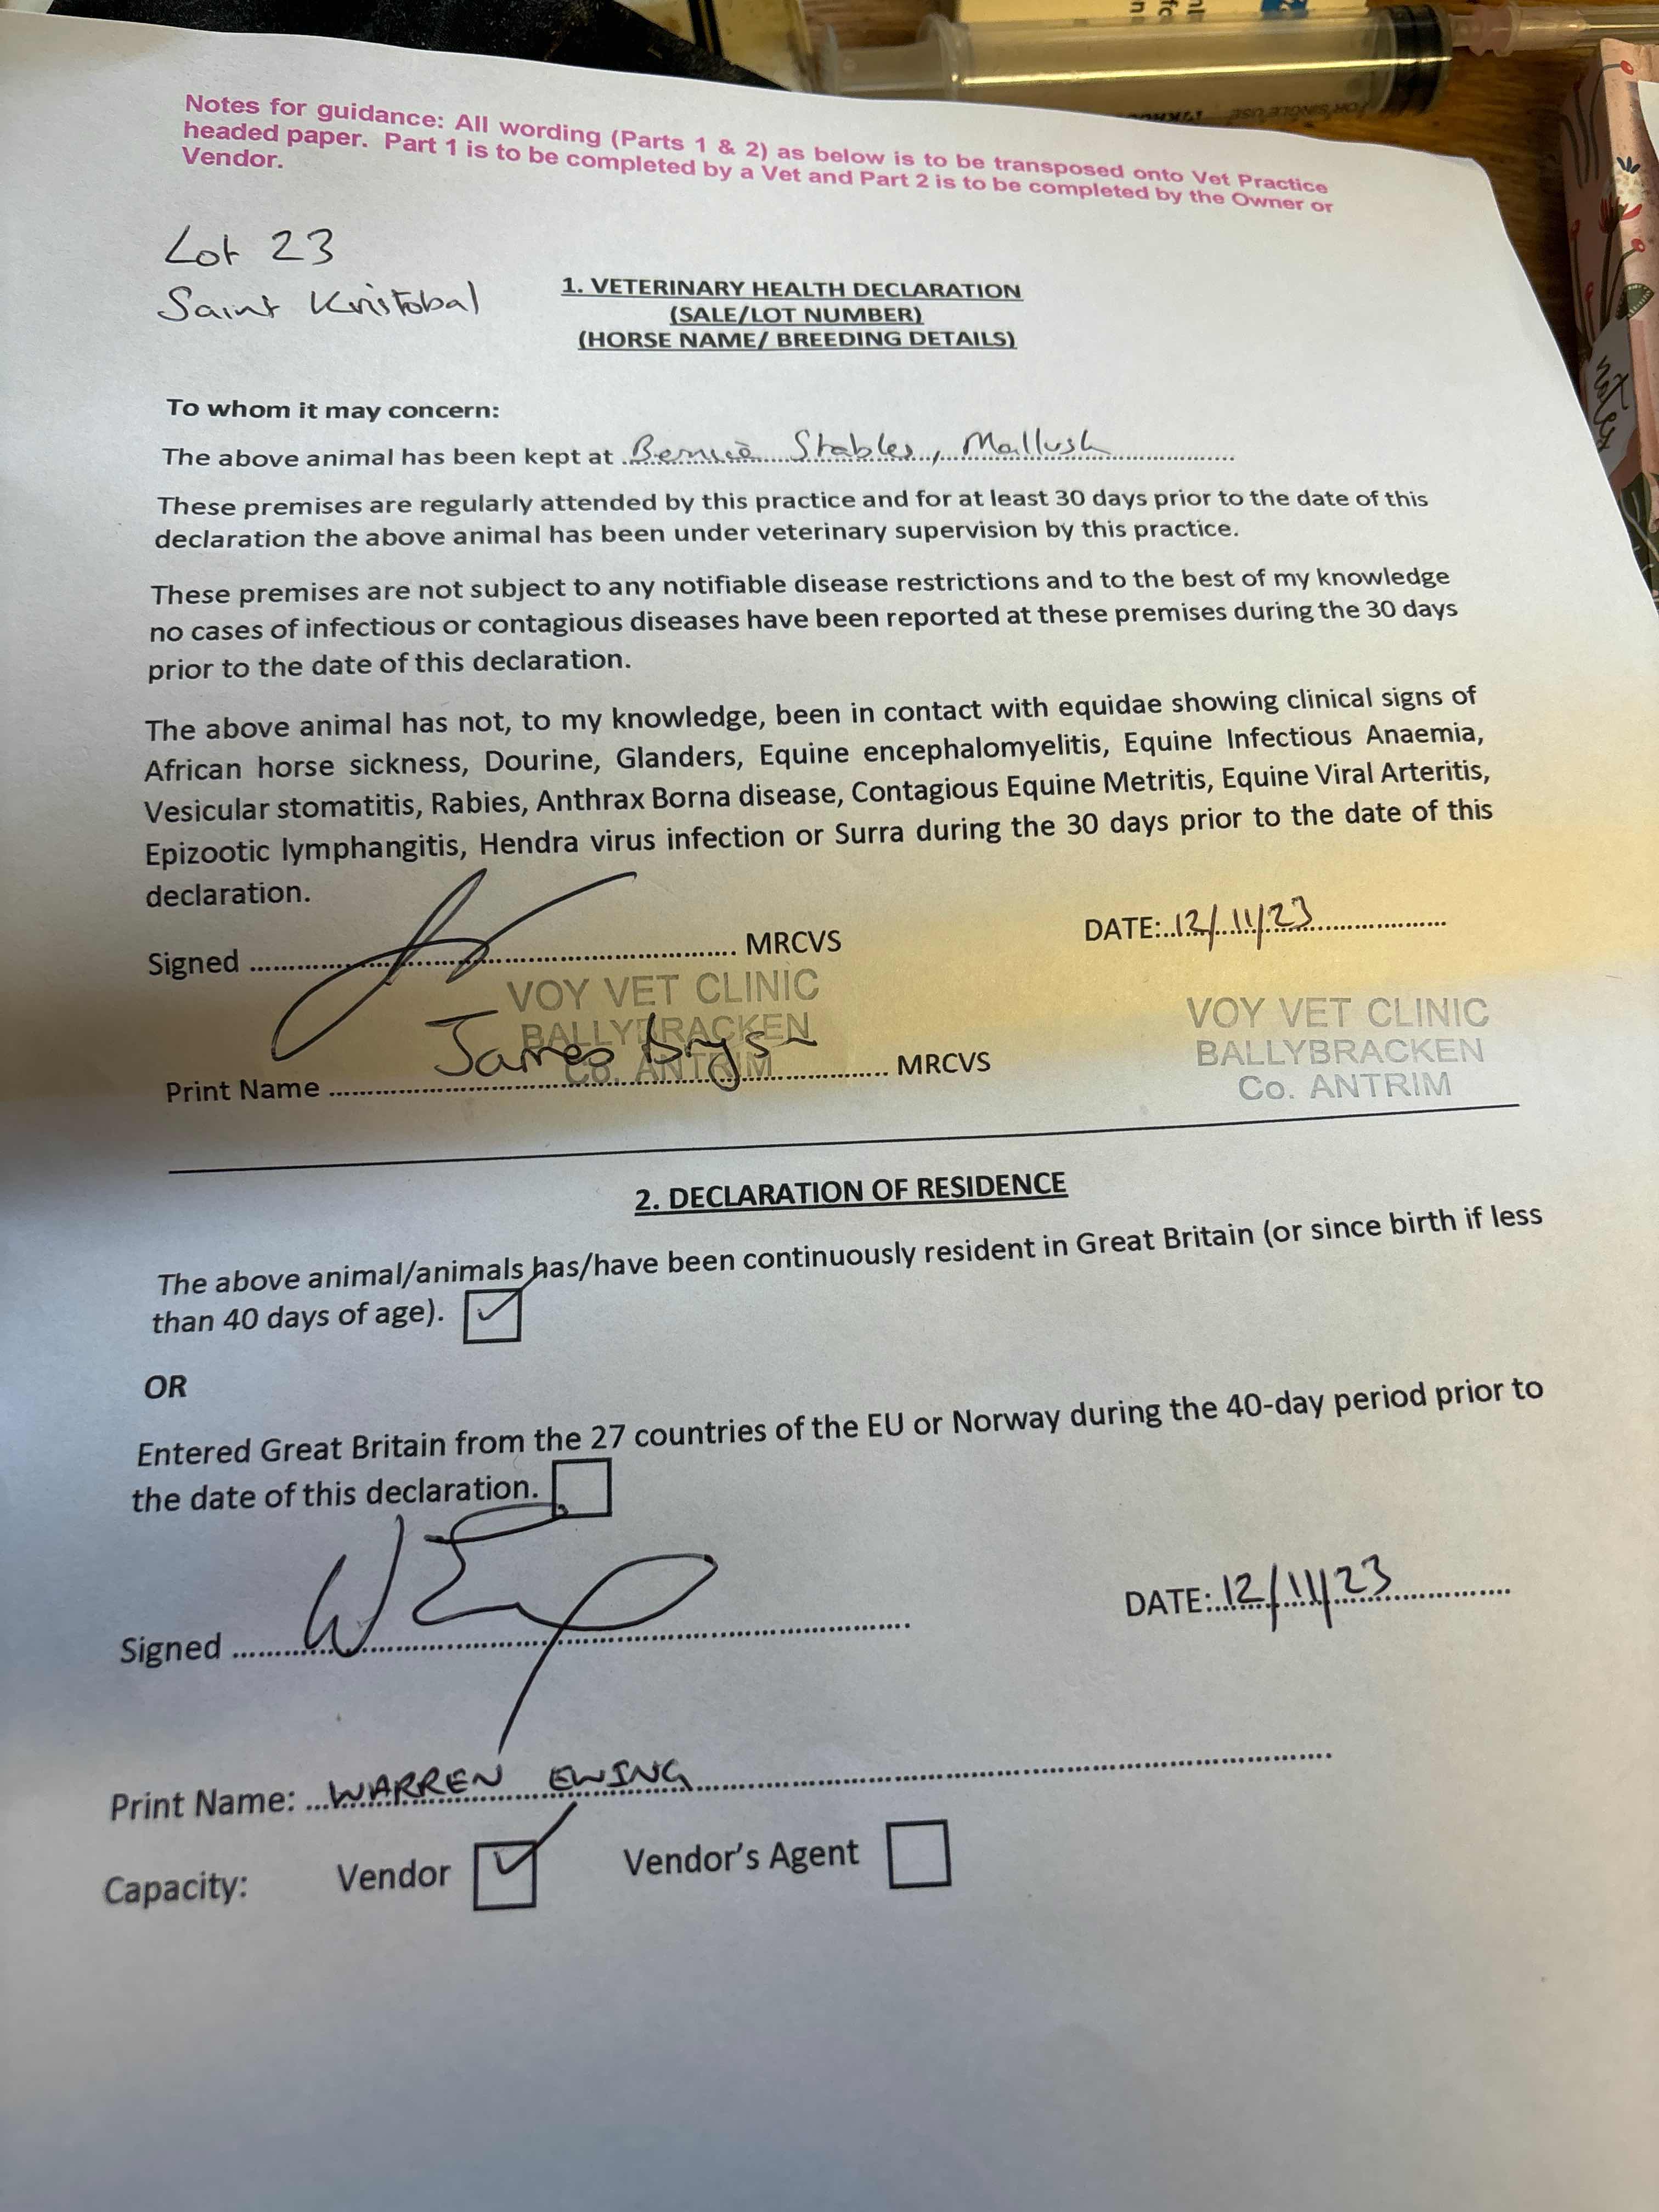 Notes for guidance: All wording (Parts 1 & 2) as below is to be transposed onto Vet Practice
headed paper. Part 1 is to be completed by a Vet and Part 2 is to be completed by the Owner or
Vendor.
Lot 23
Saint Kristobal
1. VETERINARY HEALTH DECLARATION
(SALE/LOT NUMBER)
(HORSE NAME/ BREEDING DETAILS)
To whom it may concern:
The above animal has been kept at Stables, Mallusk
These premises are regularly attended by this practice and for at least 30 days prior to the date of this
declaration the above animal has been under veterinary supervision by this practice.
These premises are not subject to any notifiable disease restrictions and to the best of my knowledge
no cases of infectious or contagious diseases have been reported at these premises during the 30 days
prior to the date of this declaration.
The above animal has not, to my knowledge, been in contact with equidae showing clinical signs of
African horse sickness, Dourine, Glanders, Equine encephalomyelitis, Equine Infectious Anaemia,
Vesicular stomatitis, Rabies, Anthrax Borna disease, Contagious Equine Metritis, Equine Viral Arteritis,
Epizootic lymphangitis, Hendra virus infection or Surra during the 30 days prior to the date of this
declaration.
Signed MRCVS
DATE: 12/11/23
VOY VET CLINIC
BALLYBRACKEN
Co. ANTRIM
Print Name James MRCVS
VOY VET CLINIC
BALLYBRACKEN
Co. ANTRIM
2. DECLARATION OF RESIDENCE
The above animal/animals has/have been continuously resident in Great Britain (or since birth if less
than 40 days of age).
OR
Entered Great Britain from the 27 countries of the EU or Norway during the 40-day period prior to
the date of this declaration.
Signed
DATE: 12/11/23
Print Name: WARREN EWING
Capacity: Vendor Vendor's Agent
notes
FOR SINGLE USE